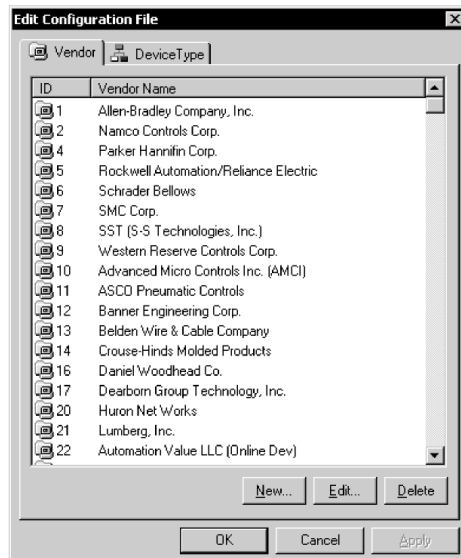 Edit Configuration File
Vendor DeviceType
ID Vendor Name
1 Allen-Bradley Company, Inc.
2 Namco Controls Corp.
4 Parker Hannifin Corp.
5 Rockwell Automation/Reliance Electric
6 Schrader Bellows
7 SMC Corp.
8 SST (S-S Technologies, Inc.)
9 Western Reserve Controls Corp.
10 Advanced Micro Controls Inc. (AMCI)
11 ASCO Pneumatic Controls
12 Banner Engineering Corp.
13 Belden Wire & Cable Company
14 Crouse-Hinds Molded Products
16 Daniel Woodhead Co.
17 Dearborn Group Technology, Inc.
20 Huron Net Works
21 Lumberg, Inc.
22 Automation Value LLC (Online Dev)
New... Edit... Delete
OK Cancel Apply